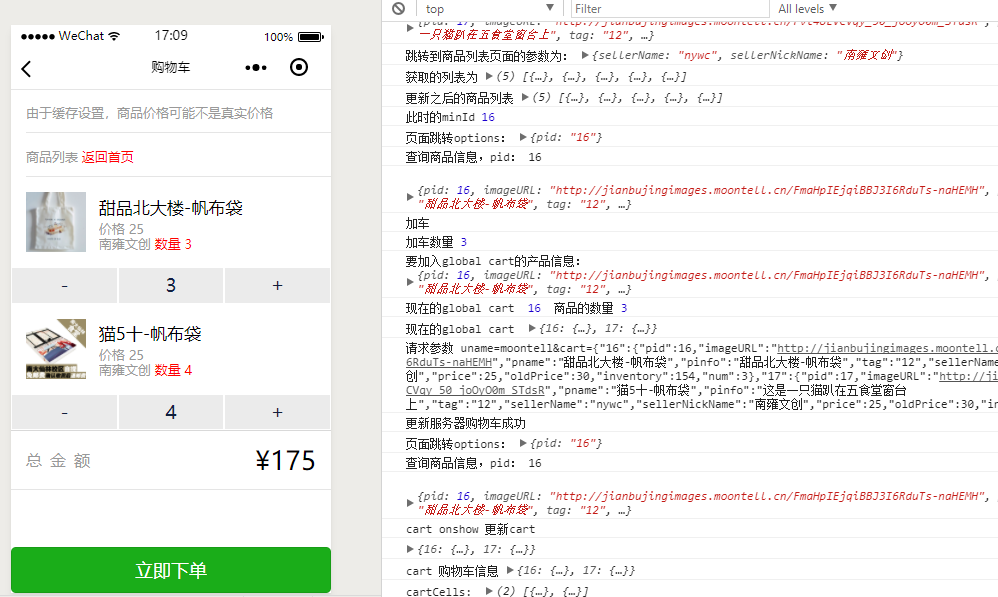 WeChat 17:09 100%
购物车
由于缓存设置，商品价格可能不是真实价格
商品列表 返回首页
甜品北大楼-帆布袋
价格 25
南雍文创 数量 3
- 3 +
猫5十-帆布袋
价格 25
南雍文创 数量 4
- 4 +
总 金 额 ¥175
立即下单
top Filter All levels
一只猫趴在五食堂窗台上", tag: "12", …}
跳转到商品列表页面的参数为： {sellerName: "nywc", sellerNickName: "南雍文创"}
获取的列表为 (5) [{…}, {…}, {…}, {…}, {…}]
更新之后的商品列表 (5) [{…}, {…}, {…}, {…}, {…}]
此时的minId 16
页面跳转options: {pid: "16"}
查询商品信息，pid： 16
{pid: 16, imageURL: "http://jianbujingimages.moontell.cn/FmaHpIEjqiBBJ3I6RduTs-naHEMH",
"甜品北大楼-帆布袋", tag: "12", …}
加车
加车数量 3
要加入global cart的产品信息：
{pid: 16, imageURL: "http://jianbujingimages.moontell.cn/FmaHpIEjqiBBJ3I6RduTs-naHEMH",
"甜品北大楼-帆布袋", tag: "12", …}
现在的global cart 16 商品的数量 3
现在的global cart {16: {…}, 17: {…}}
请求参数 uname=moontell&cart={"16":{"pid":16,"imageURL":"http://jianbujingimages.moontell.c
6RduTs-naHEMH","pname":"甜品北大楼-帆布袋","pinfo":"甜品北大楼-帆布袋","tag":"12","sellerName
创","price":25,"oldPrice":30,"inventory":154,"num":3},"17":{"pid":17,"imageURL":"http://ji
CVqy_50_joOyO0m_STdsR","pname":"猫5十-帆布袋","pinfo":"这是一只猫趴在五食堂窗台
上","tag":"12","sellerName":"nywc","sellerNickName":"南雍文创","price":25,"oldPrice":30,"in
更新服务器购物车成功
页面跳转options: {pid: "16"}
查询商品信息，pid： 16
{pid: 16, imageURL: "http://jianbujingimages.moontell.cn/FmaHpIEjqiBBJ3I6RduTs-naHEMH",
"甜品北大楼-帆布袋", tag: "12", …}
cart onshow 更新cart
{16: {…}, 17: {…}}
cart 购物车信息 {16: {…}, 17: {…}}
cartCells: (2) [{…}, {…}]